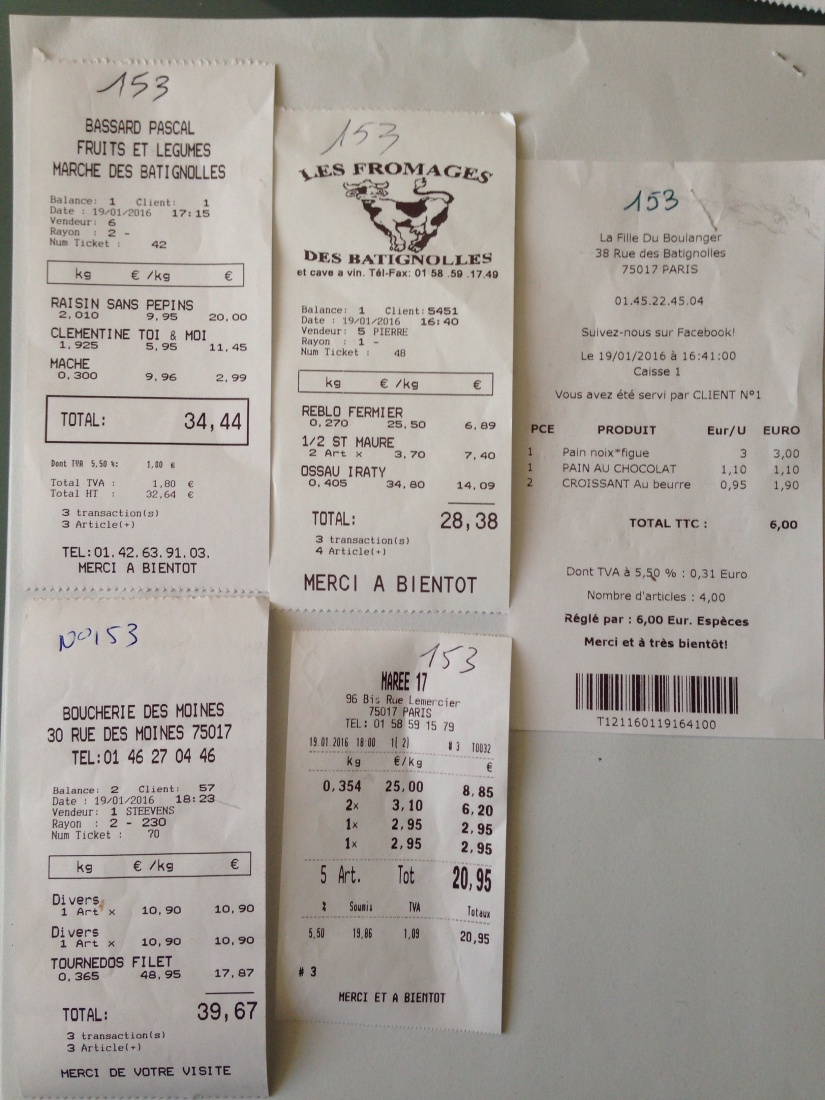 153
BASSARD PASCAL
FRUITS ET LEGUMES
MARCHE DES BATIGNOLLES
Balance: 1 Client: 1
Date : 19/01/2016 17:15
Vendeur: 6
Rayon : 2 -
Num Ticket : 42
kg € /kg €
RAISIN SANS PEPINS
2,010 9,95 20,00
CLEMENTINE TOI & MOI
1,925 5,95 11,45
MACHE
0,300 9,96 2,99
TOTAL: 34,44
Dont TVA 5,50 %: 1,80 €
Total TVA : 1,80 €
Total HT : 32,64 €
3 transaction(s)
3 Article(+)
TEL:01.42.63.91.03.
MERCI A BIENTOT
153
LES FROMAGES
DES BATIGNOLLES
et cave a vin. Tél-Fax: 01 58 .59 .17.49
Balance: 1 Client:5451
Date : 19/01/2016 16:40
Vendeur: 5 PIERRE
Rayon : 1 -
Num Ticket : 48
kg € /kg €
REBLO FERMIER
0,270 25,50 6,89
1/2 ST MAURE
2 Art x 3,70 7,40
OSSAU IRATY
0,405 34,80 14,09
TOTAL: 28,38
3 transaction(s)
4 Article(+)
MERCI A BIENTOT
153
La Fille Du Boulanger
38 Rue des Batignolles
75017 PARIS
01.45.22.45.04
Suivez-nous sur Facebook!
Le 19/01/2016 à 16:41:00
Caisse 1
Vous avez été servi par CLIENT N°1
PCE PRODUIT Eur/U EURO
1 Pain noix*figue 3 3,00
1 PAIN AU CHOCOLAT 1,10 1,10
2 CROISSANT Au beurre 0,95 1,90
TOTAL TTC : 6,00
Dont TVA à 5,50 % : 0,31 Euro
Nombre d'articles : 4,00
Réglé par : 6,00 Eur. Espèces
Merci et à très bientôt!
T121160119164100
N°153
BOUCHERIE DES MOINES
30 RUE DES MOINES 75017
TEL:01 46 27 04 46
Balance: 2 Client: 57
Date : 19/01/2016 18:23
Vendeur: 1 STEEVENS
Rayon : 2 - 230
Num Ticket : 70
kg € /kg €
Divers
1 Art x 10,90 10,90
Divers
1 Art x 10,90 10,90
TOURNEDOS FILET
0,365 48,95 17,87
TOTAL: 39,67
3 transaction(s)
3 Article(+)
MERCI DE VOTRE VISITE
153
MAREE 17
96 Bis Rue Lemercier
75017 PARIS
TEL: 01 58 59 15 79
19.01.2016 18:00 1( 2) # 3 T0032
kg €/kg €
0,354 25,00 8,85
2x 3,10 6,20
1x 2,95 2,95
1x 2,95 2,95
5 Art. Tot 20,95
% Soumis TVA Totaux
5,50 19,86 1,09 20,95
# 3
MERCI ET A BIENTOT